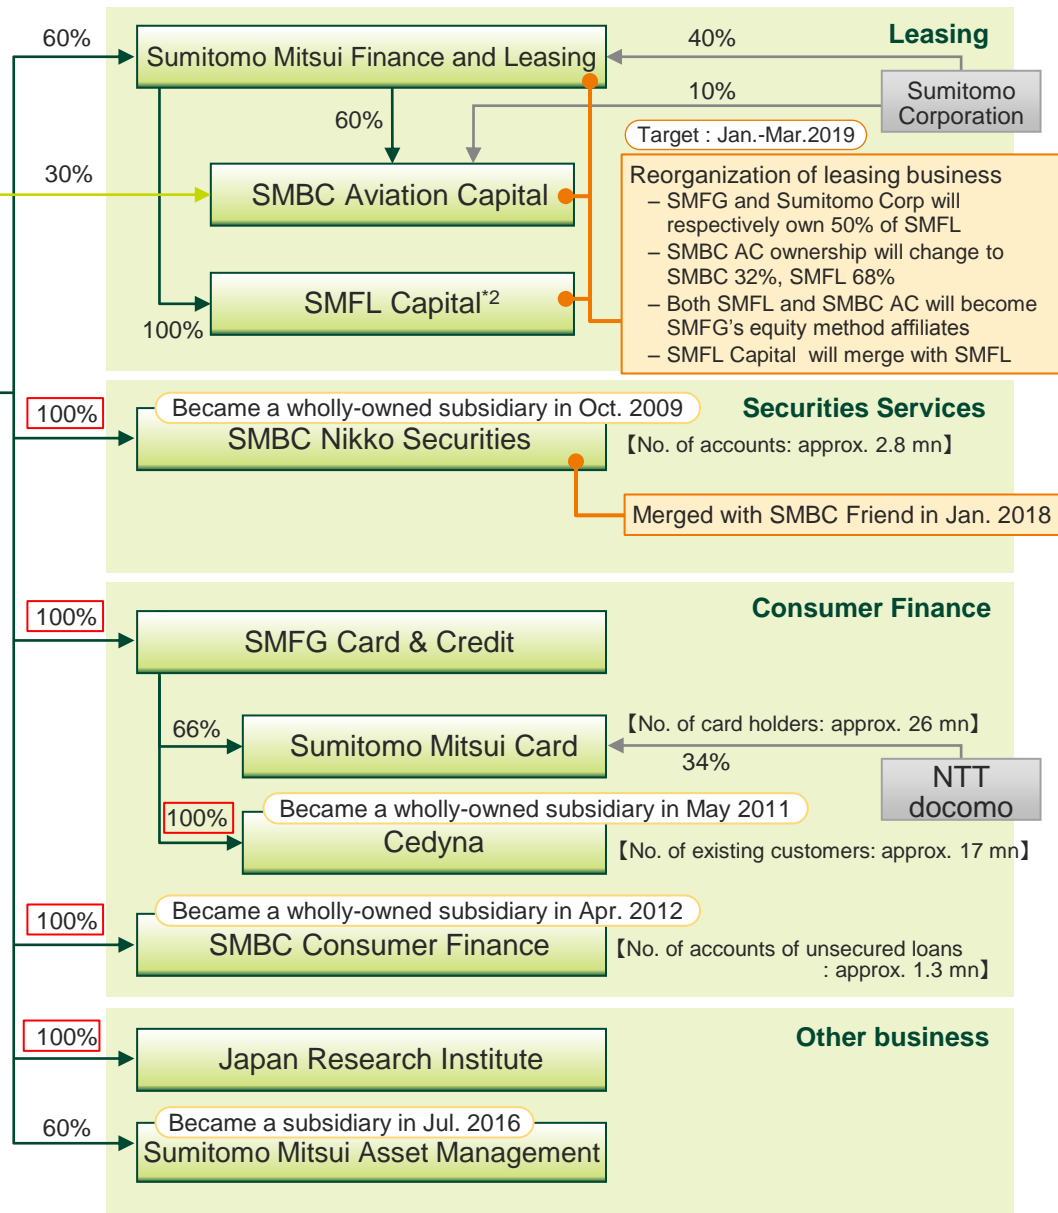 Leasing
60%
Sumitomo Mitsui Finance and Leasing
40%
Sumitomo
Corporation
10%
60%
Target : Jan.-Mar.2019
30%
SMBC Aviation Capital
Reorganization of leasing business
– SMFG and Sumitomo Corp will
respectively own 50% of SMFL
– SMBC AC ownership will change to
SMBC 32%, SMFL 68%
– Both SMFL and SMBC AC will become
SMFG's equity method affiliates
– SMFL Capital will merge with SMFL
SMFL Capital*2
100%
Securities Services
100%
Became a wholly-owned subsidiary in Oct. 2009
SMBC Nikko Securities
【No. of accounts: approx. 2.8 mn】
Merged with SMBC Friend in Jan. 2018
Consumer Finance
100%
SMFG Card & Credit
66%
Sumitomo Mitsui Card
【No. of card holders: approx. 26 mn】
34%
NTT
docomo
100%
Became a wholly-owned subsidiary in May 2011
Cedyna
【No. of existing customers: approx. 17 mn】
100%
Became a wholly-owned subsidiary in Apr. 2012
SMBC Consumer Finance
【No. of accounts of unsecured loans
: approx. 1.3 mn】
Other business
100%
Japan Research Institute
60%
Became a subsidiary in Jul. 2016
Sumitomo Mitsui Asset Management